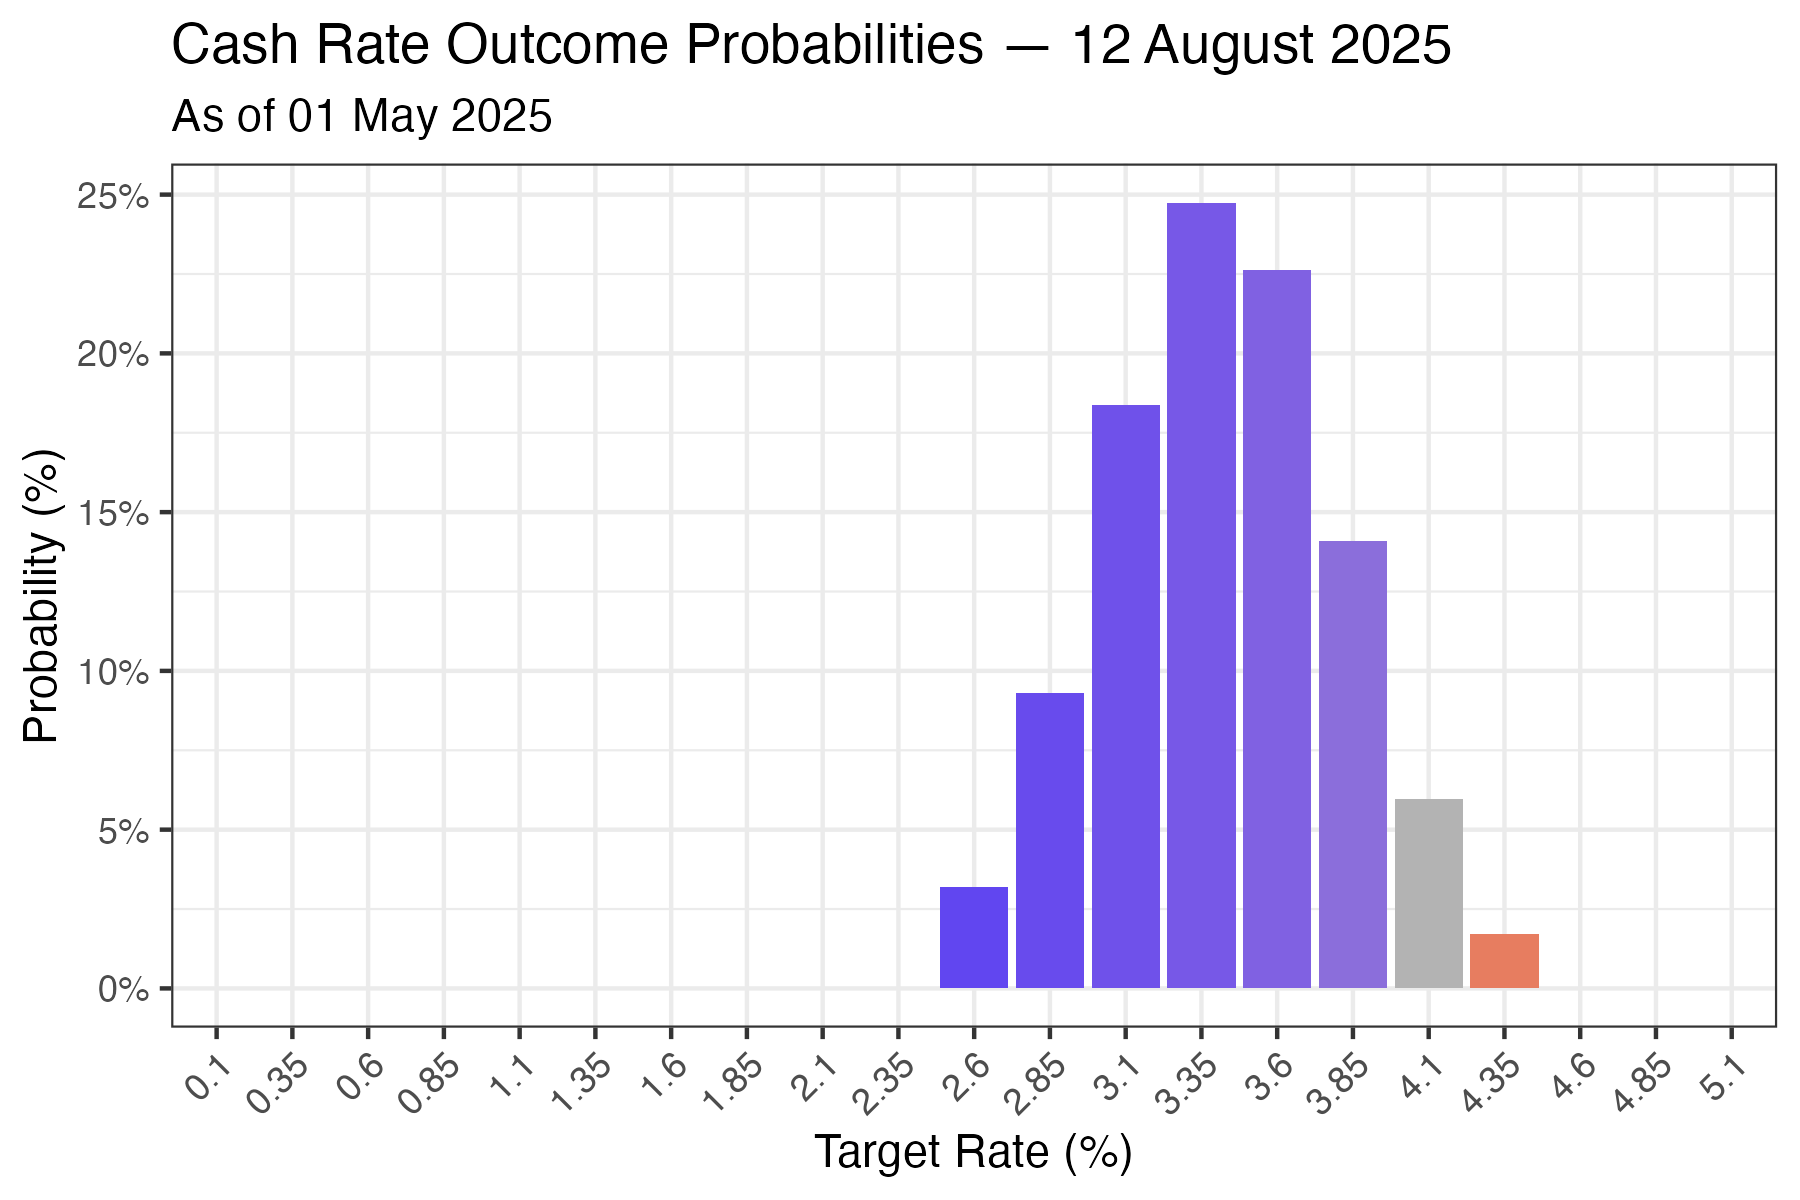 Cash Rate Outcome Probabilities — 12 August 2025
As of 01 May 2025
Probability (%)
25%
20%
15%
10%
5%
0%
0.1 0.35 0.6 0.85 1.1 1.35 1.6 1.85 2.1 2.35 2.6 2.85 3.1 3.35 3.6 3.85 4.1 4.35 4.6 4.85 5.1
Target Rate (%)